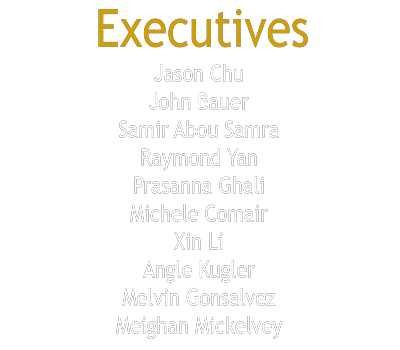 Executives
Jason Chu
John Bauer
Samir Abou Samra
Raymond Yan
Prasanna Ghali
Michele Comair
Xin Li
Angle Kugler
Melvin Gonsalvez
Meighan Mickelvey